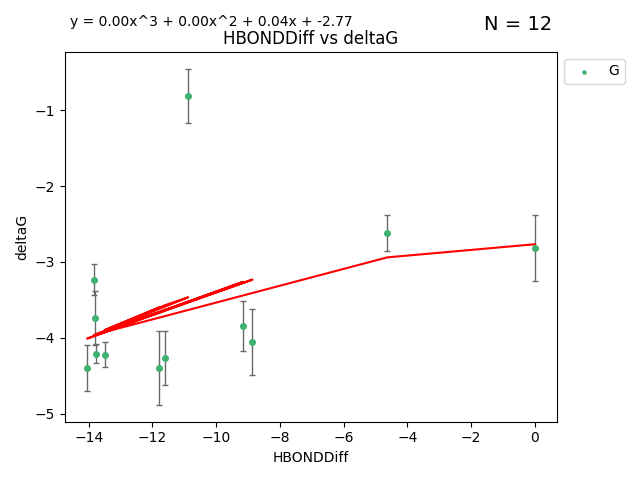 y = 0.00x^3 + 0.00x^2 + 0.04x + -2.77
N = 12
HBONDDiff vs deltaG
G
deltaG
−1
−2
−3
−4
−5
−14 −12 −10 −8 −6 −4 −2 0
HBONDDiff